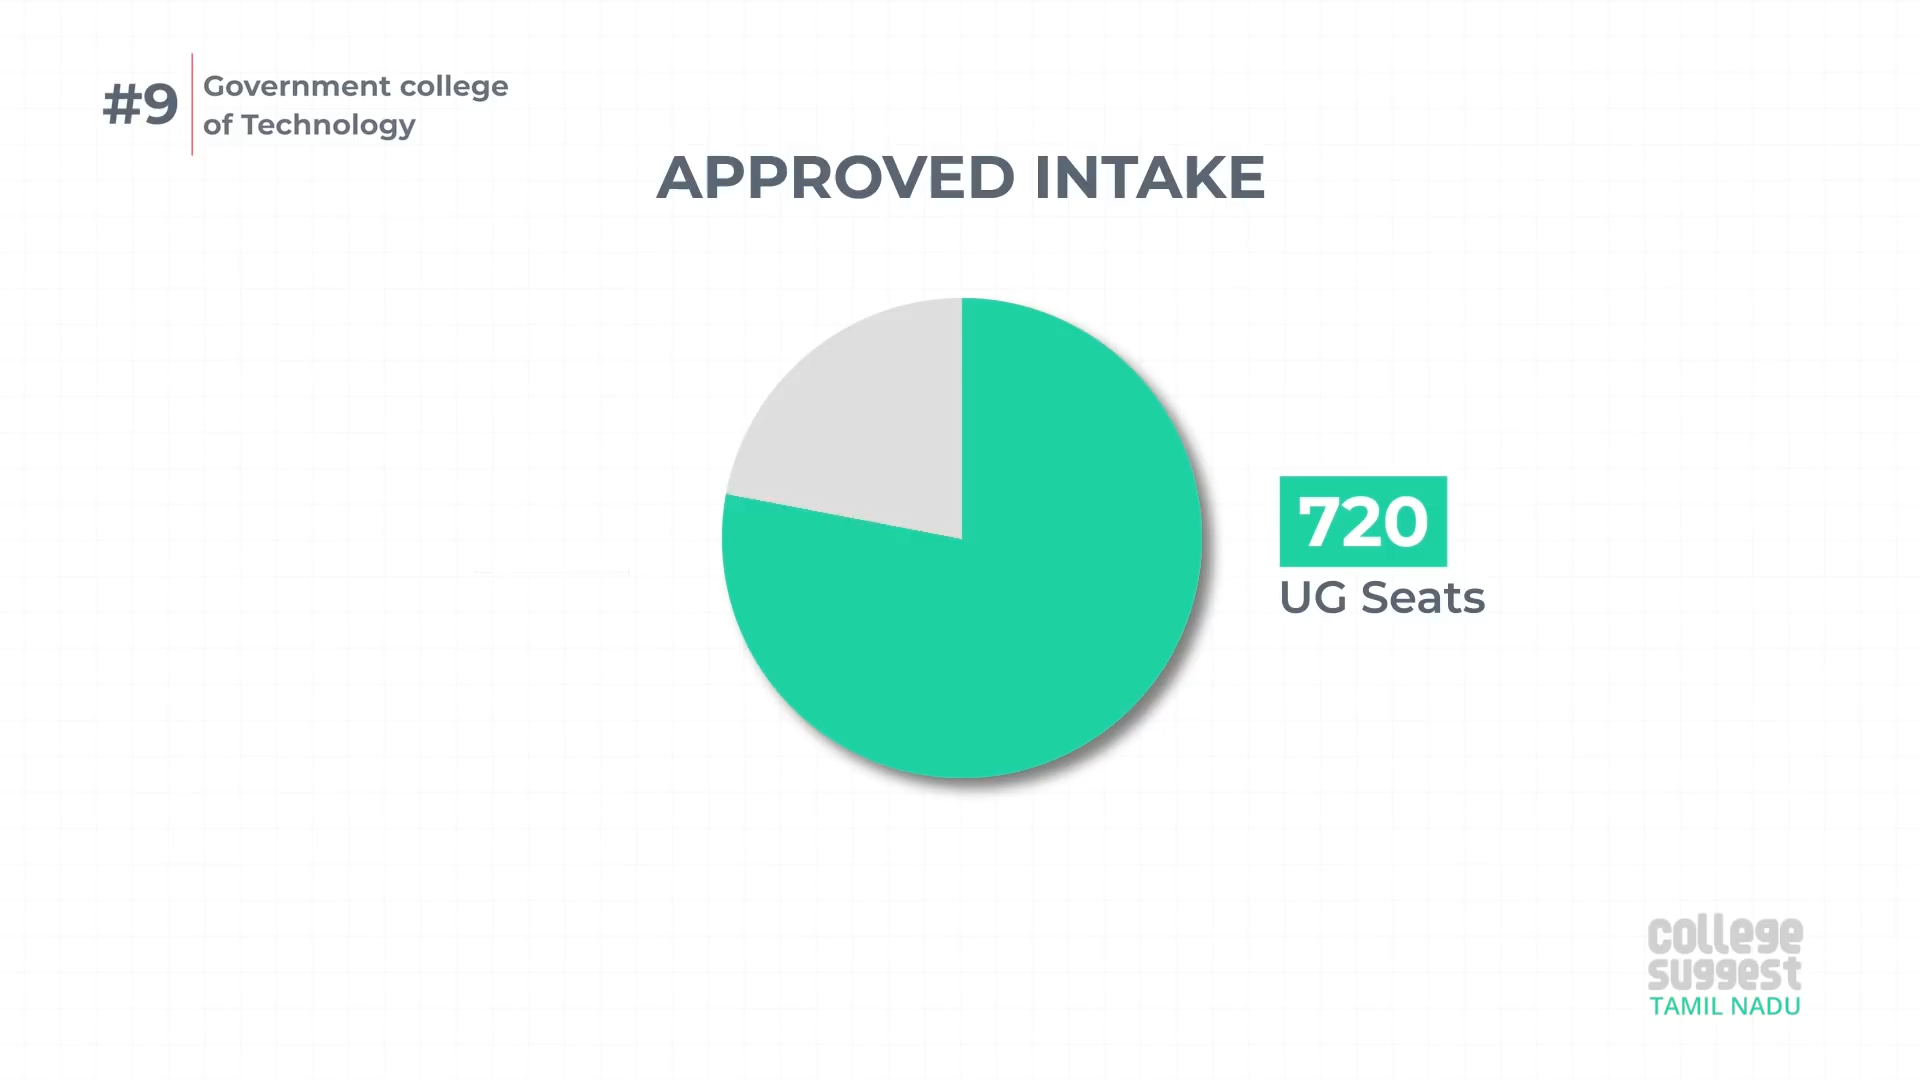 #9
Government college
of Technology
APPROVED INTAKE
720
UG Seats
college
suggest
TAMIL NADU